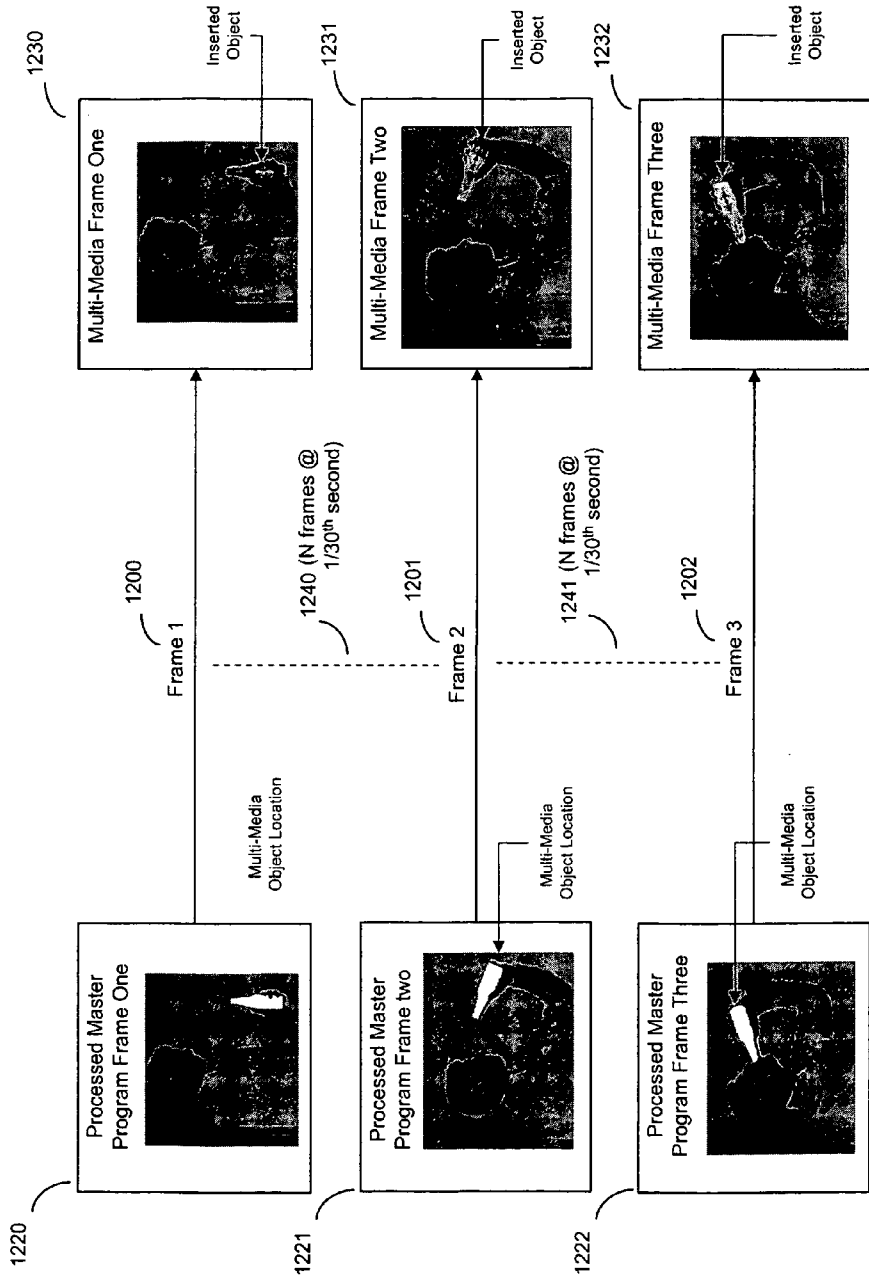 1220
Processed Master
Program Frame One
Multi-Media
Object Location
1200
Frame 1
1230
Multi-Media Frame One
Inserted
Object
1240 (N frames @
1/30th second)
1221
Processed Master
Program Frame two
Multi-Media
Object Location
1201
Frame 2
1231
Multi-Media Frame Two
Inserted
Object
1241 (N frames @
1/30th second)
1222
Processed Master
Program Frame Three
Multi-Media
Object Location
1202
Frame 3
1232
Multi-Media Frame Three
Inserted
Object